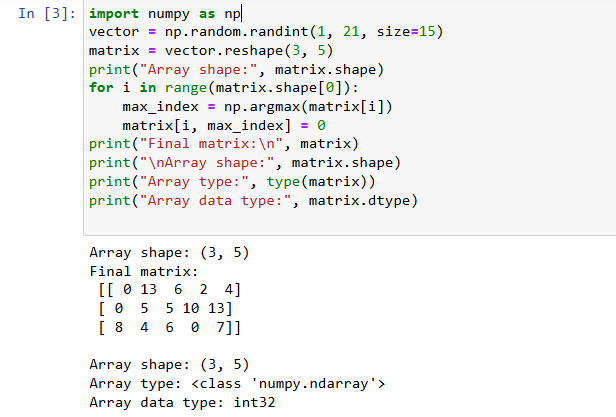 In [3]: import numpy as np
vector = np.random.randint(1, 21, size=15)
matrix = vector.reshape(3, 5)
print("Array shape:", matrix.shape)
for i in range(matrix.shape[0]):
    max_index = np.argmax(matrix[i])
    matrix[i, max_index] = 0
print("Final matrix:\n", matrix)
print("\nArray shape:", matrix.shape)
print("Array type:", type(matrix))
print("Array data type:", matrix.dtype)
Array shape: (3, 5)
Final matrix:
 [[ 0 13  6  2  4]
 [ 0  5  5 10 13]
 [ 8  4  6  0  7]]

Array shape: (3, 5)
Array type: <class 'numpy.ndarray'>
Array data type: int32